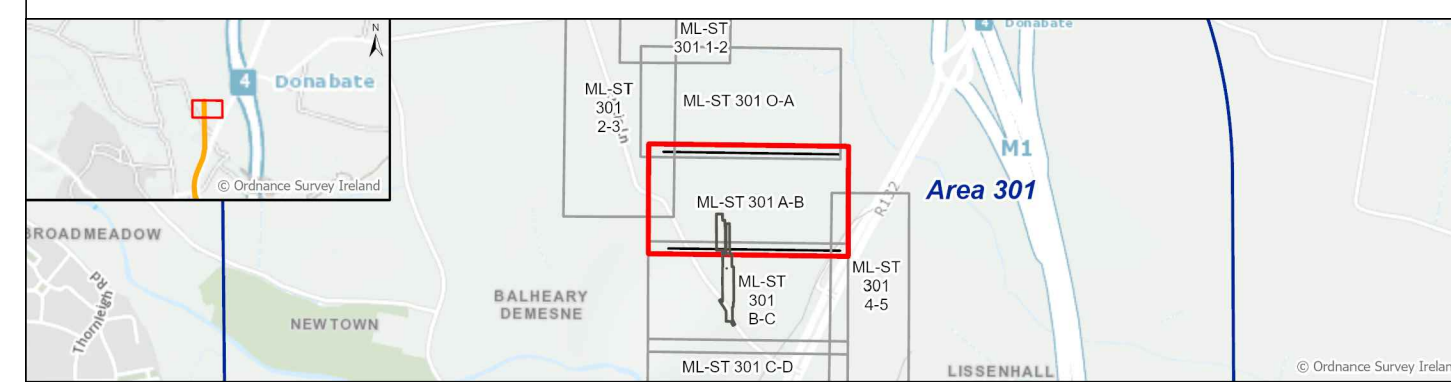 N
4 Donabate
© Ordnance Survey Ireland
BROADMEADOW
Thornleigh Rd
NEWTOWN
BALHEARY
DEMESNE
ML-ST
301 1-2
ML-ST
301
2-3
Ln
ML-ST 301 O-A
ML-ST 301 A-B
ML-ST
301
B-C
ML-ST 301 C-D
ML-ST
301
4-5
R132
4 Donabate
M1
Area 301
LISSENHALL
© Ordnance Survey Irelan